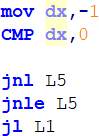 mov dx,-1
CMP dx,0
jnl L5
jnle L5
jl L1